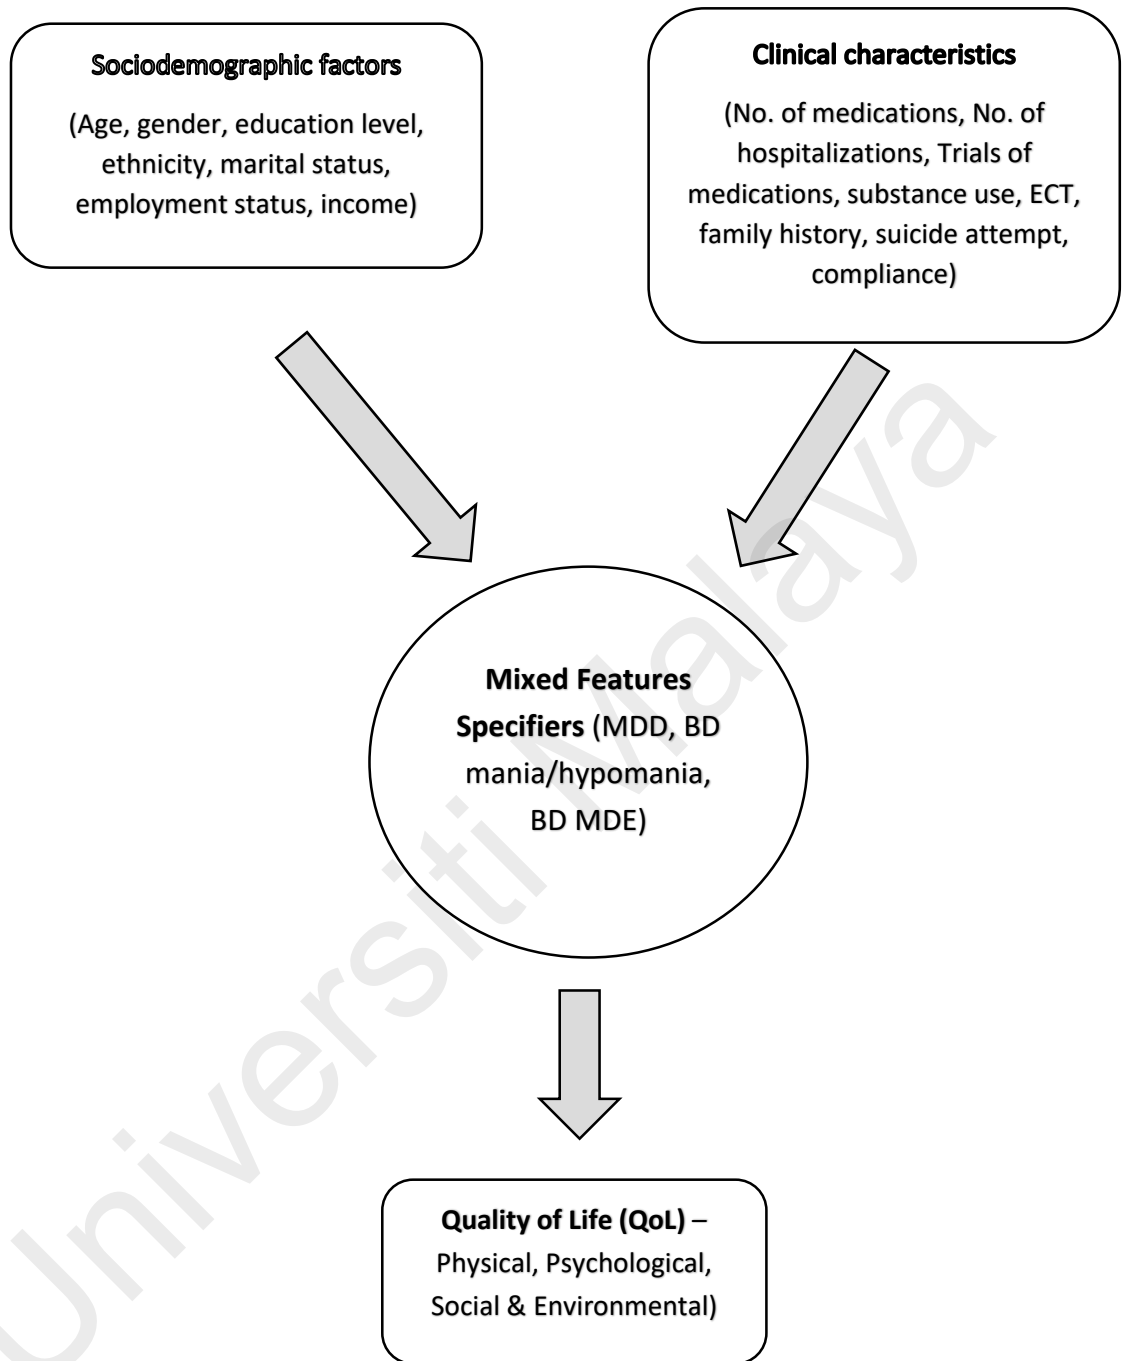 Sociodemographic factors
(Age, gender, education level,
ethnicity, marital status,
employment status, income)
Clinical characteristics
(No. of medications, No. of
hospitalizations, Trials of
medications, substance use, ECT,
family history, suicide attempt,
compliance)
Mixed Features
Specifiers (MDD, BD
mania/hypomania,
BD MDE)
Quality of Life (QoL) –
Physical, Psychological,
Social & Environmental)
Universiti Malaya